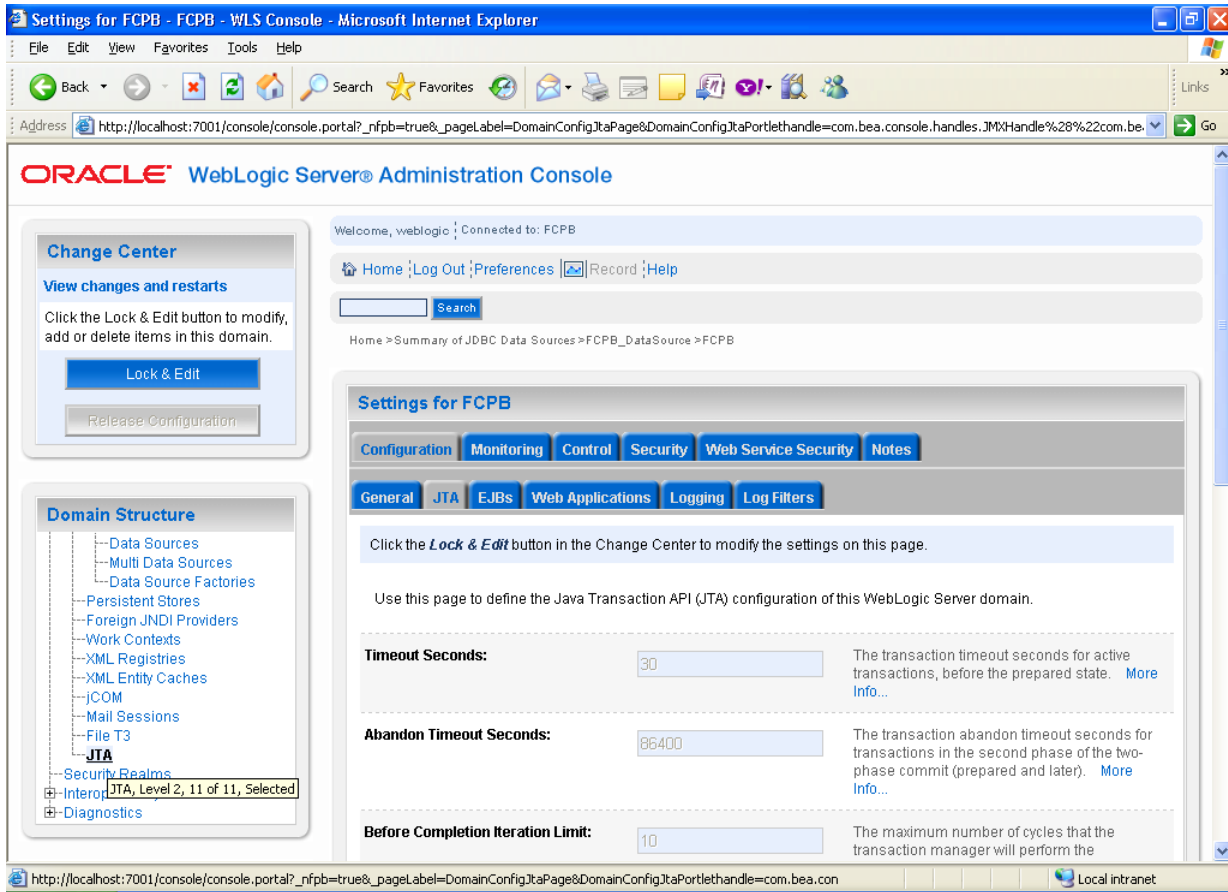 Settings for FCPB - FCPB - WLS Console - Microsoft Internet Explorer
File Edit View Favorites Tools Help
Back Search Favorites Links
Address http://localhost:7001/console/console.portal?_nfpb=true&_pageLabel=DomainConfigJtaPage&DomainConfigJtaPortlethandle=com.bea.console.handles.JMXHandle%28%22com.be. Go
ORACLE WebLogic Server® Administration Console
Change Center
View changes and restarts
Click the Lock & Edit button to modify,
add or delete items in this domain.
Lock & Edit
Release Configuration
Domain Structure
Data Sources
Multi Data Sources
Data Source Factories
Persistent Stores
Foreign JNDI Providers
Work Contexts
XML Registries
XML Entity Caches
jCOM
Mail Sessions
File T3
JTA
Security Realms
Interop
JTA, Level 2, 11 of 11, Selected
Diagnostics
Welcome, weblogic Connected to: FCPB
Home Log Out Preferences Record Help
Search
Home >Summary of JDBC Data Sources >FCPB_DataSource >FCPB
Settings for FCPB
Configuration Monitoring Control Security Web Service Security Notes
General JTA EJBs Web Applications Logging Log Filters
Click the Lock & Edit button in the Change Center to modify the settings on this page.
Use this page to define the Java Transaction API (JTA) configuration of this WebLogic Server domain.
Timeout Seconds:
30
The transaction timeout seconds for active
transactions, before the prepared state. More
Info...
Abandon Timeout Seconds:
86400
The transaction abandon timeout seconds for
transactions in the second phase of the two-
phase commit (prepared and later). More
Info...
Before Completion Iteration Limit:
10
The maximum number of cycles that the
transaction manager will perform the
http://localhost:7001/console/console.portal?_nfpb=true&_pageLabel=DomainConfigJtaPage&DomainConfigJtaPortlethandle=com.bea.con Local intranet